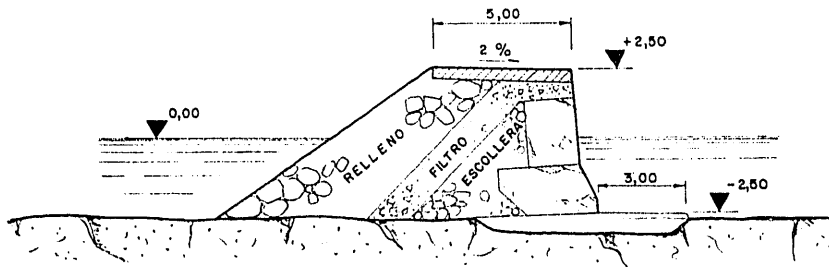 5,00
2 %
+2,50
0,00
RELLENO
FILTRO
ESCOLLERA
3,00
-2,50